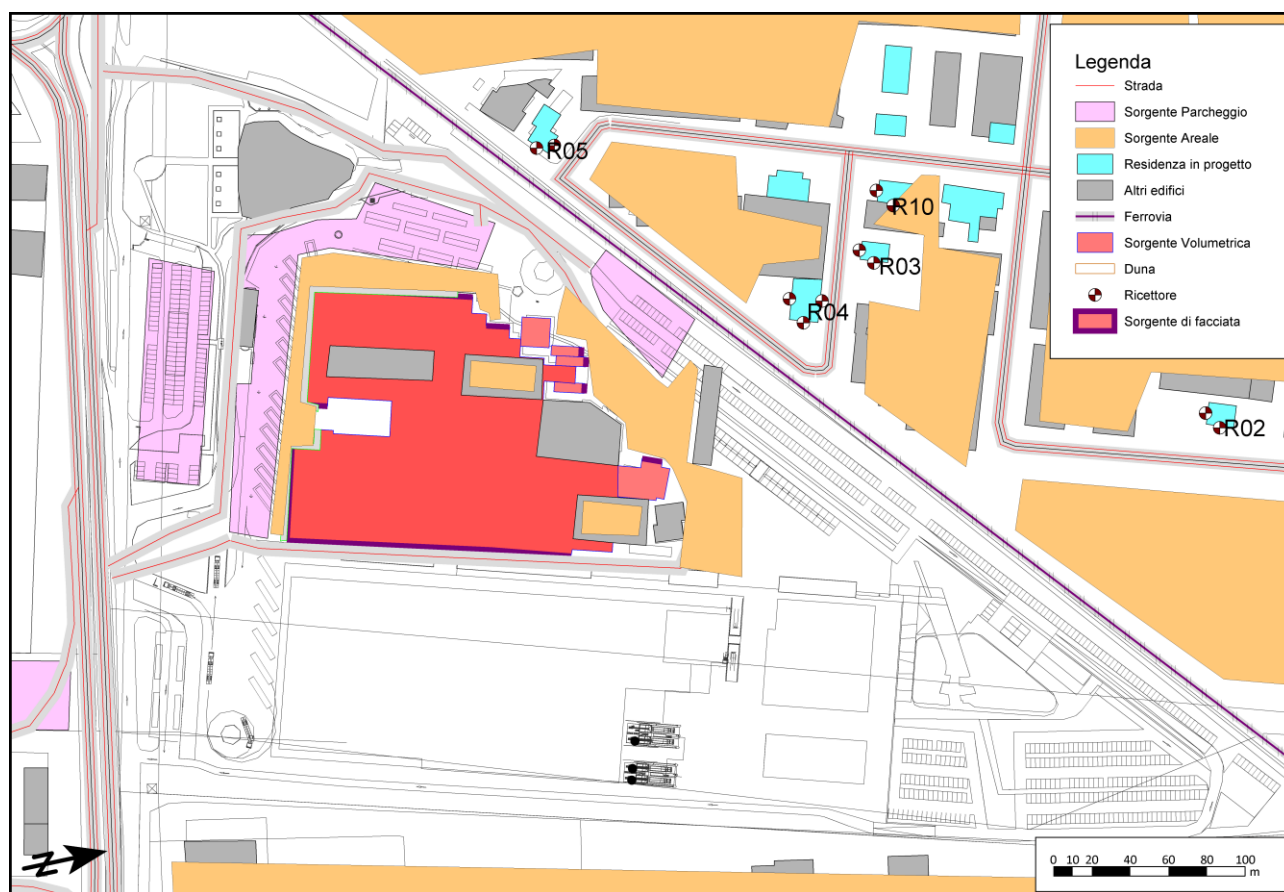 Legenda
Strada
Sorgente Parcheggio
Sorgente Areale
Residenza in progetto
Altri edifici
Ferrovia
Sorgente Volumetrica
Duna
Ricettore
Sorgente di facciata
R05
R10
R03
R04
R02
N
0 10 20 40 60 80 100
m